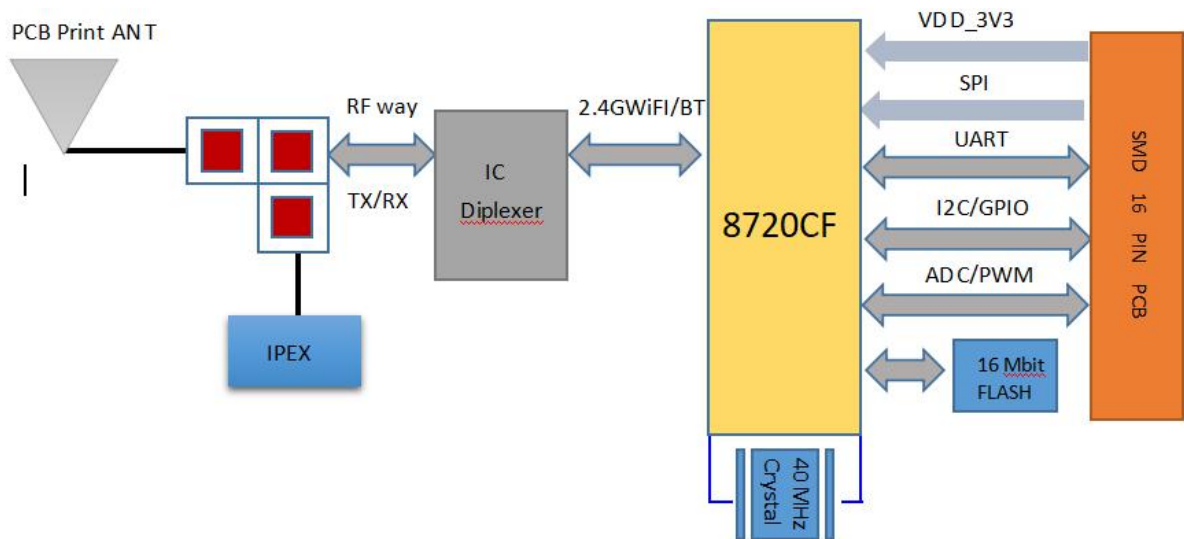 PCB Print ANT
RF way
TX/RX
IPEX
IC
Diplexer
2.4GWiFI/BT
8720CF
40 MHz
Crystal
VDD_3V3
SPI
UART
I2C/GPIO
ADC/PWM
16 Mbit
FLASH
SMD 16 PIN PCB